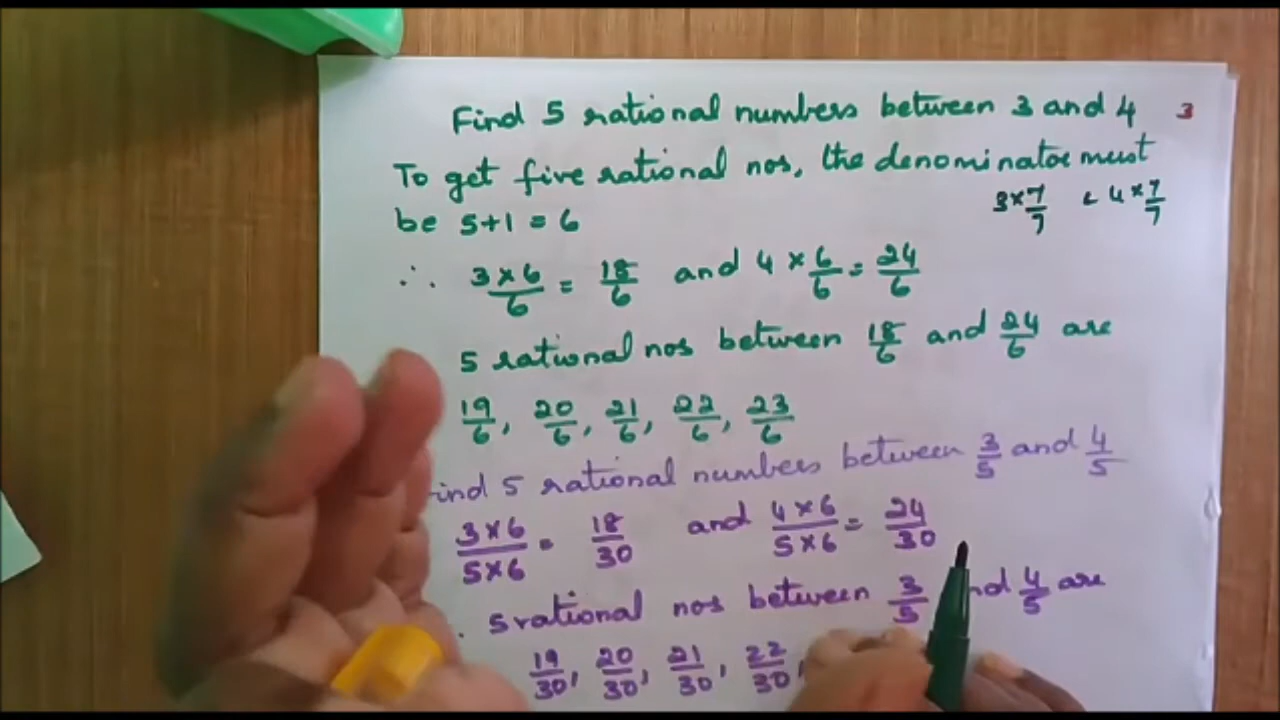 Find 5 rational numbers between 3 and 4 3
To get five rational nos, the denominator must
be 5+1 = 6
3×7/7 & 4×7/7
∴ 3×6/6 = 18/6 and 4×6/6 = 24/6
5 rational nos between 18/6 and 24/6 are
19/6, 20/6, 21/6, 22/6, 23/6
ind 5 rational numbers between 3/5 and 4/5
3×6/5×6 = 18/30 and 4×6/5×6 = 24/30
5 rational nos between 3/5 nd 4/5 are
19/30, 20/30, 21/30, 22/30,